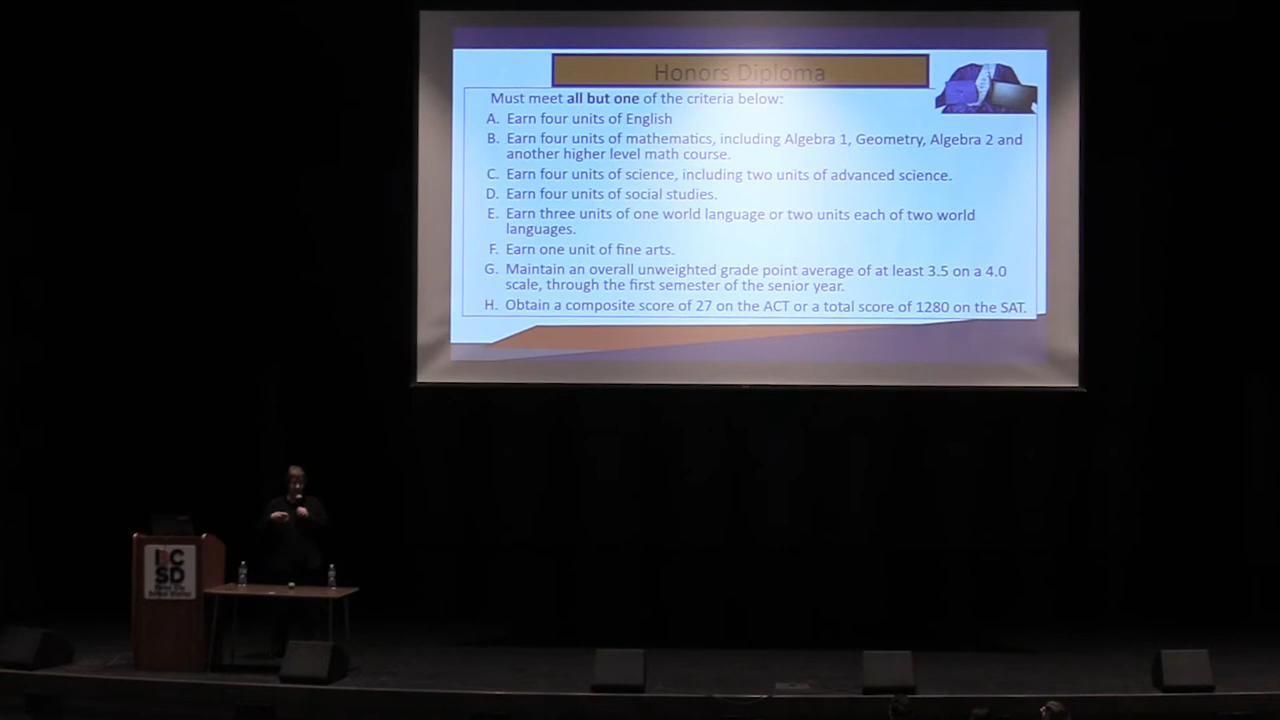 Honors Diploma
Must meet all but one of the criteria below:
A. Earn four units of English
B. Earn four units of mathematics, including Algebra 1, Geometry, Algebra 2 and
another higher level math course.
C. Earn four units of science, including two units of advanced science.
D. Earn four units of social studies.
E. Earn three units of one world language or two units each of two world
languages.
F. Earn one unit of fine arts.
G. Maintain an overall unweighted grade point average of at least 3.5 on a 4.0
scale, through the first semester of the senior year.
H. Obtain a composite score of 27 on the ACT or a total score of 1280 on the SAT.
SD